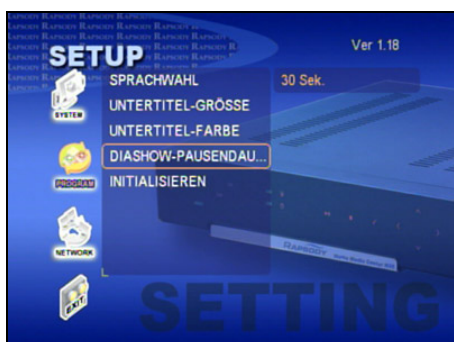 SETUP
Ver 1.18
SPRACHWAHL
30 Sek.
UNTERTITEL-GRÖSSE
UNTERTITEL-FARBE
DIASHOW-PAUSENDAU...
INITIALISIEREN
SYSTEM
PROGRAM
NETWORK
EXIT
RAPSODY
SETTING